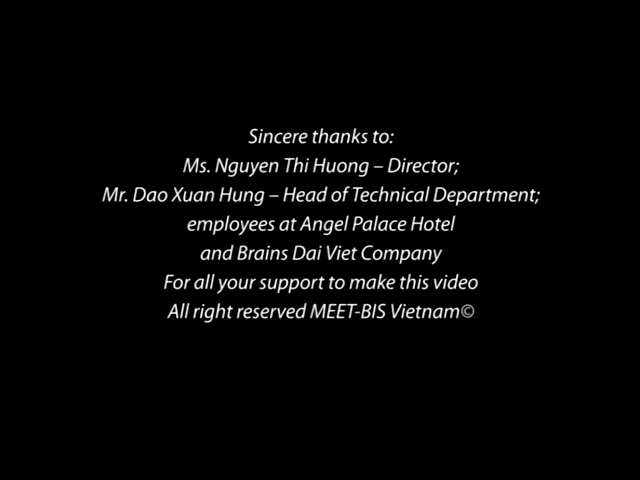 Sincere thanks to:
Ms. Nguyen Thi Huong – Director;
Mr. Dao Xuan Hung – Head of Technical Department;
employees at Angel Palace Hotel
and Brains Dai Viet Company
For all your support to make this video
All right reserved MEET-BIS Vietnam©